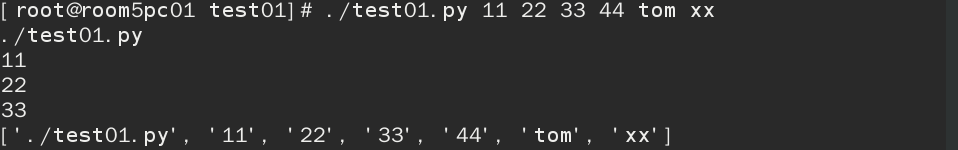 [root@room5pc01 test01]# ./test01.py 11 22 33 44 tom xx
./test01.py
11
22
33
['./test01.py', '11', '22', '33', '44', 'tom', 'xx']